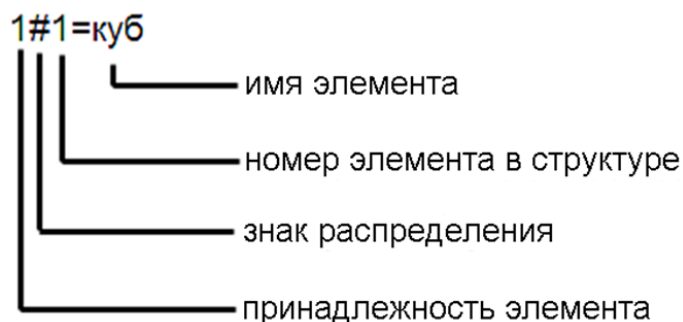 1#1=куб
имя элемента
номер элемента в структуре
знак распределения
принадлежность элемента